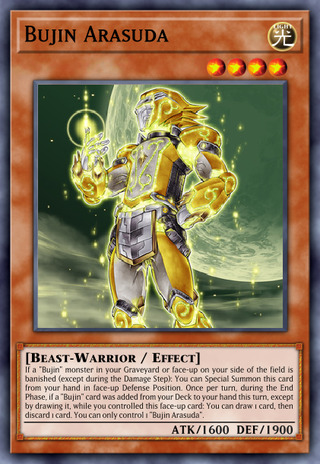 Bujin Arasuda
LIGHT
光
[Beast-Warrior / Effect]
If a "Bujin" monster in your Graveyard or face-up on your side of the field is
banished (except during the Damage Step): You can Special Summon this card
from your hand in face-up Defense Position. Once per turn, during the End
Phase, if a "Bujin" card was added from your Deck to your hand this turn, except
by drawing it, while you controlled this face-up card: You can draw 1 card, then
discard 1 card. You can only control 1 "Bujin Arasuda".
ATK/1600 DEF/1900